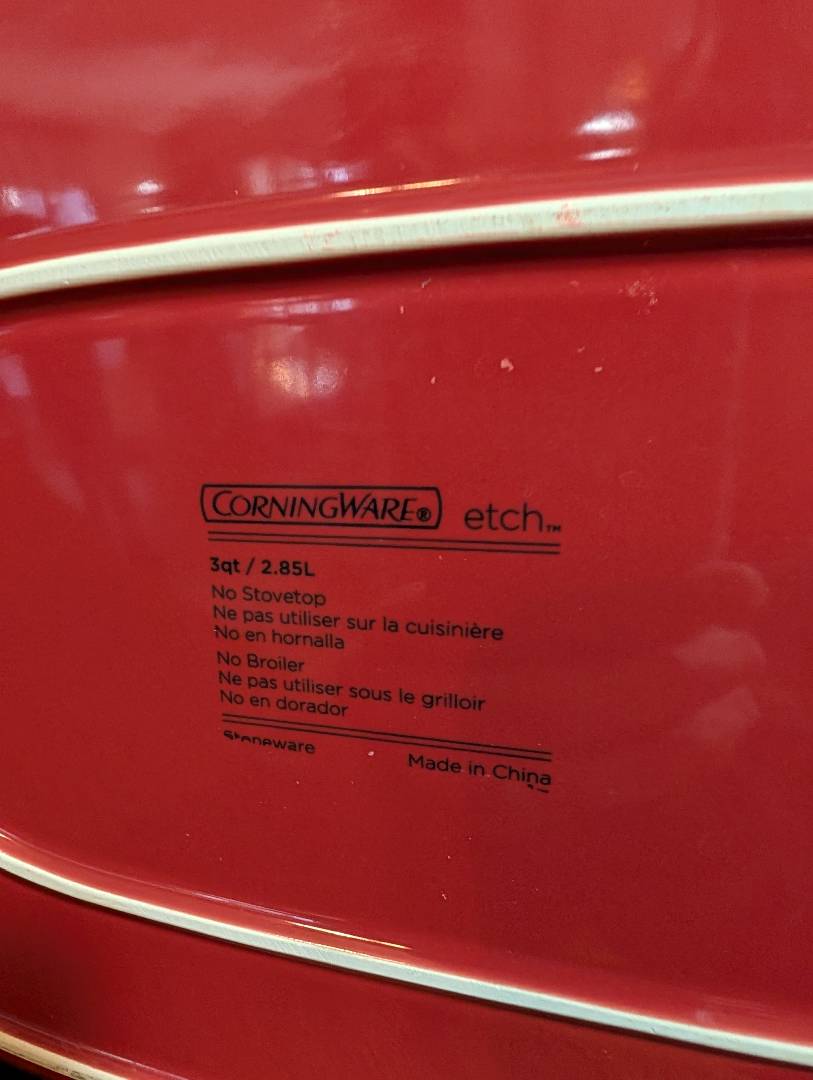 CORNINGWARE® etch™
3qt / 2.85L
No Stovetop
Ne pas utiliser sur la cuisinière
No en hornalla
No Broiler
Ne pas utiliser sous le grilloir
No en dorador
Stoneware
Made in China